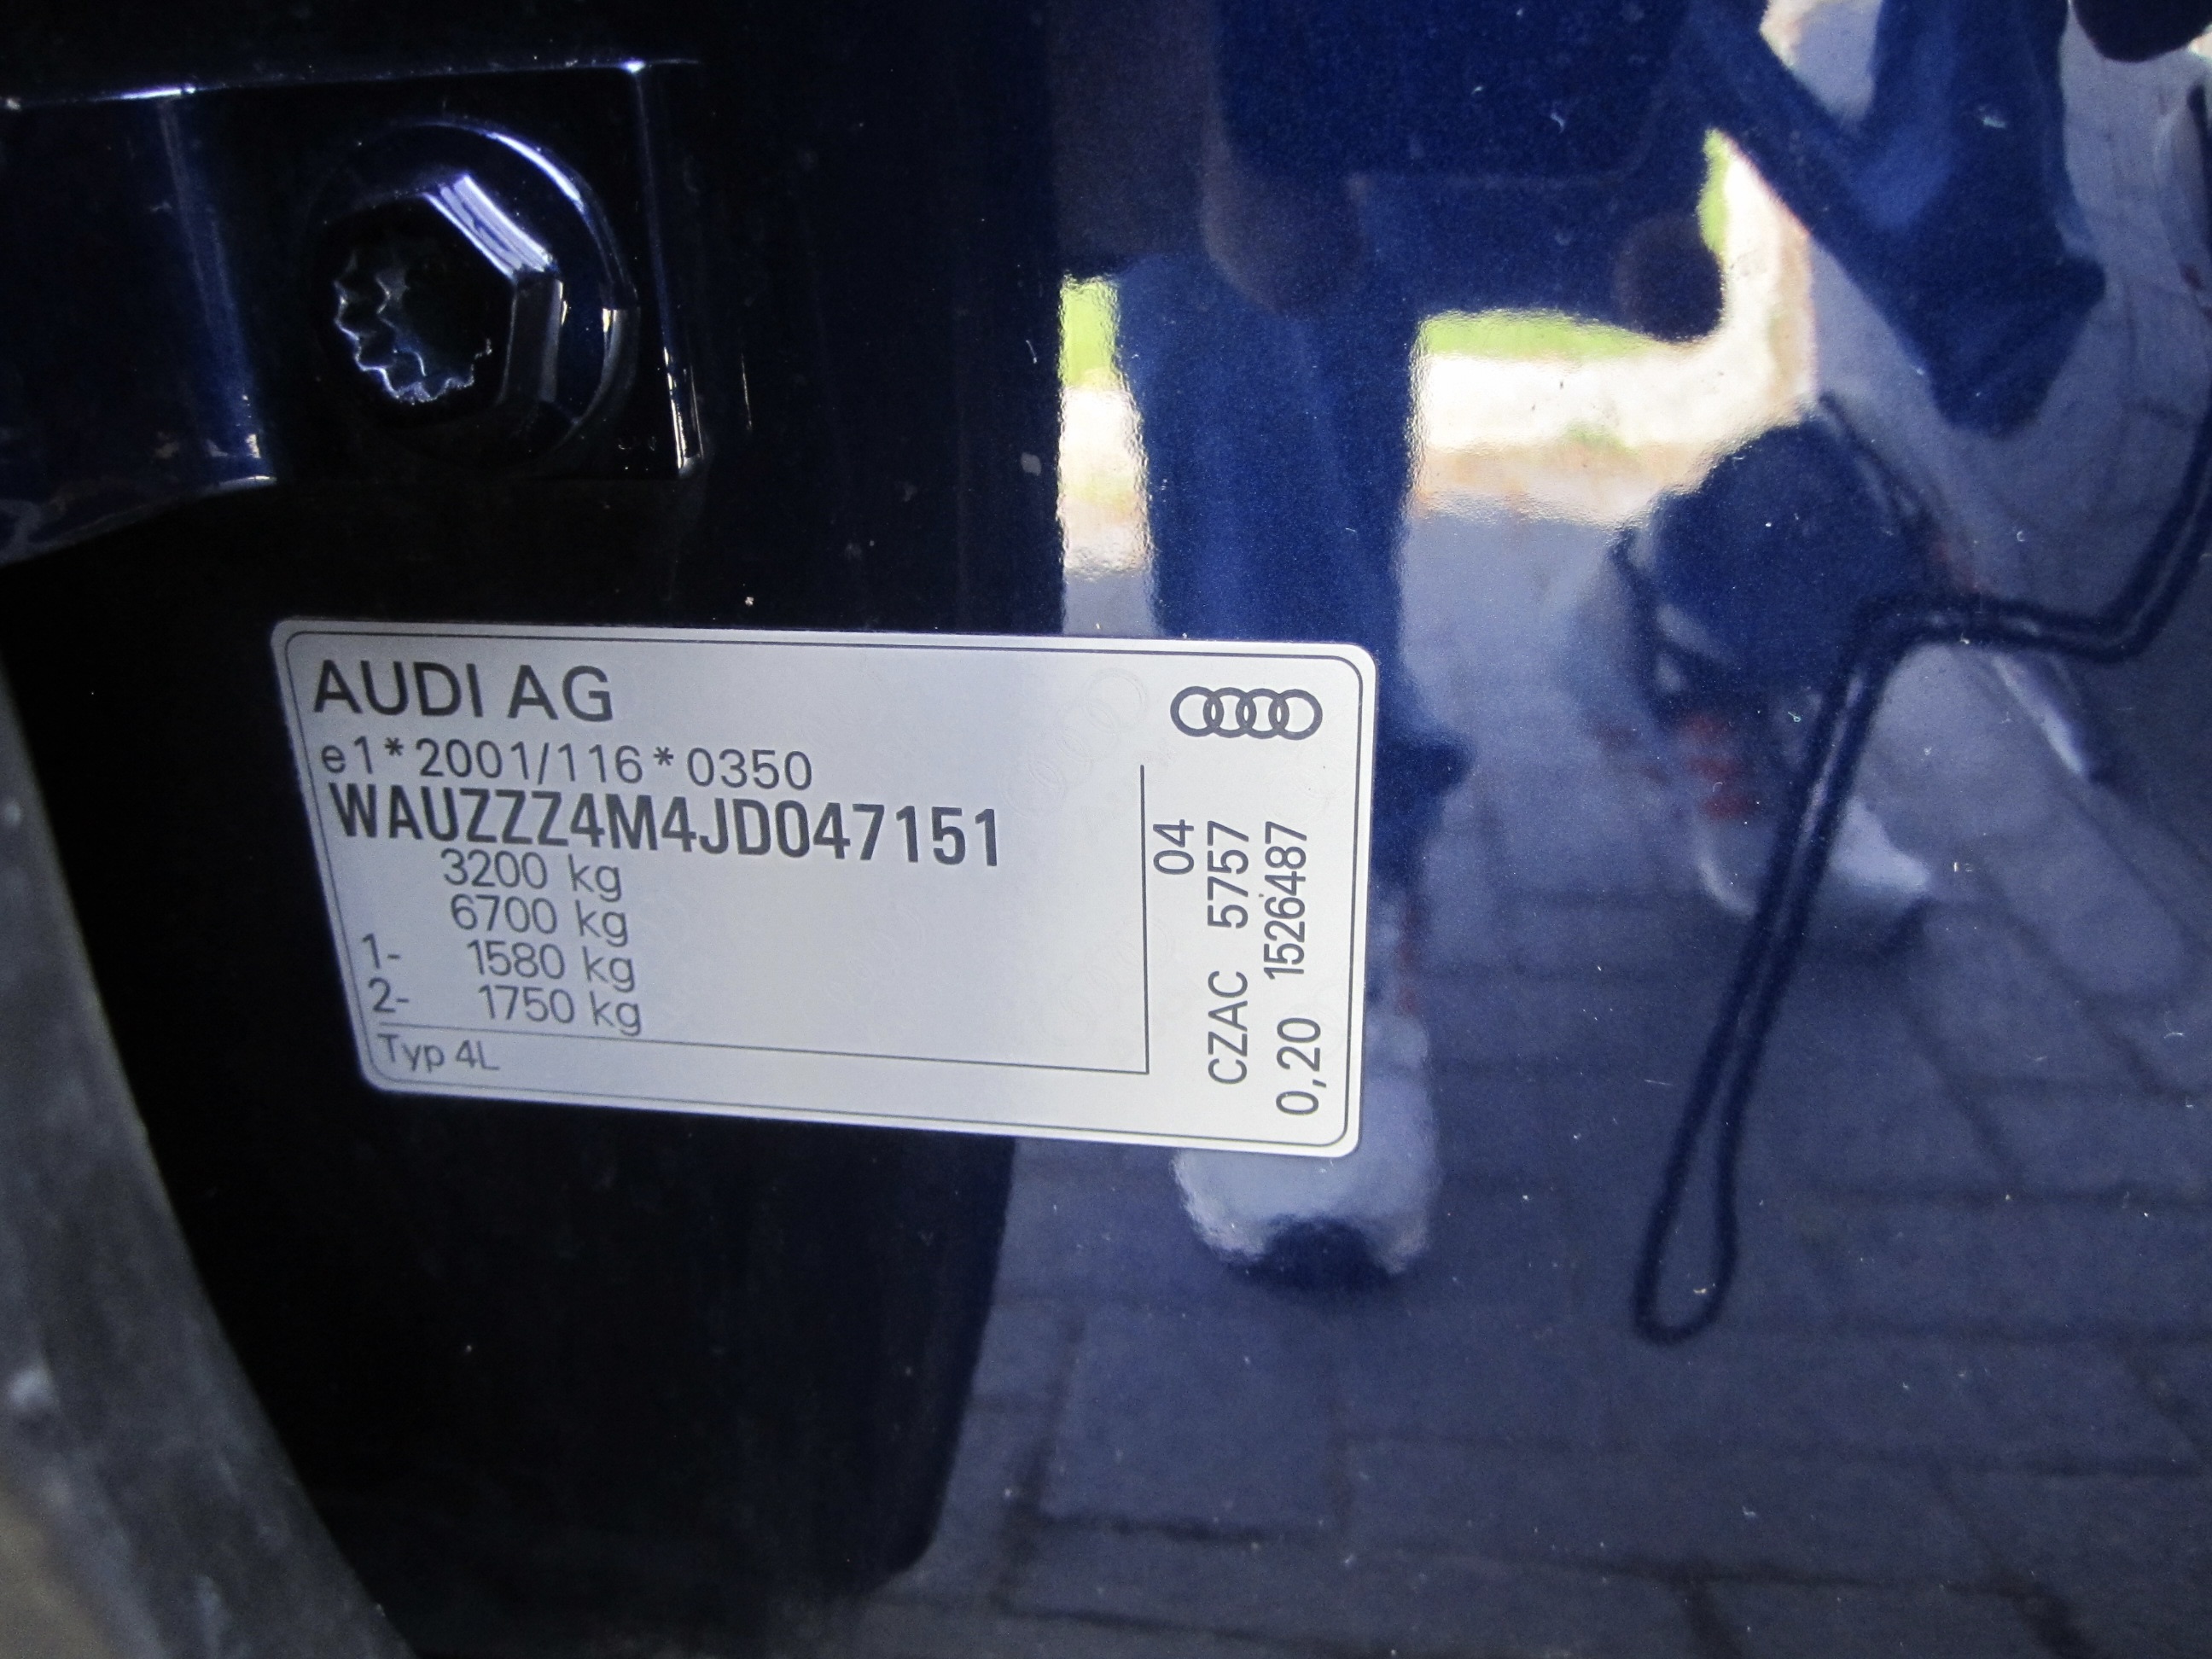 AUDI AG
e1*2001/116*0350
WAUZZZ4M4JD047151
3200 kg
6700 kg
1- 1580 kg
2- 1750 kg
Typ 4L
04
CZAC 5757
0,20 1526487